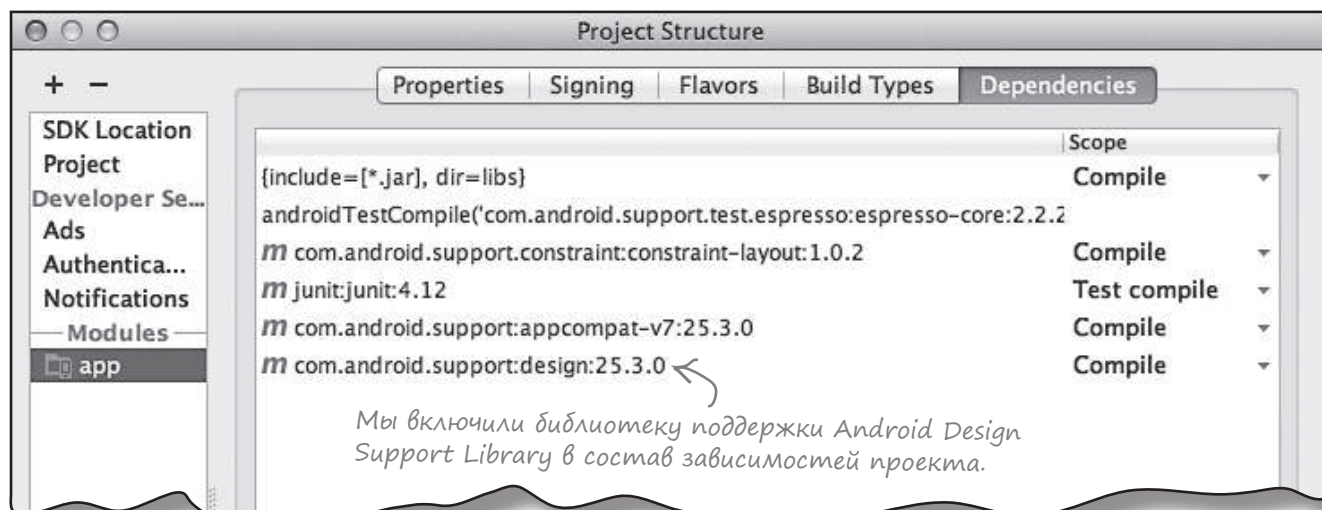 Project Structure
+ −
Properties Signing Flavors Build Types Dependencies
SDK Location
Project
Developer Se...
Ads
Authentica...
Notifications
Modules
app
Scope
{include=[*.jar], dir=libs} Compile
androidTestCompile('com.android.support.test.espresso:espresso-core:2.2.2
m com.android.support.constraint:constraint-layout:1.0.2 Compile
m junit:junit:4.12 Test compile
m com.android.support:appcompat-v7:25.3.0 Compile
m com.android.support:design:25.3.0 Compile
Мы включили библиотеку поддержки Android Design
Support Library в состав зависимостей проекта.